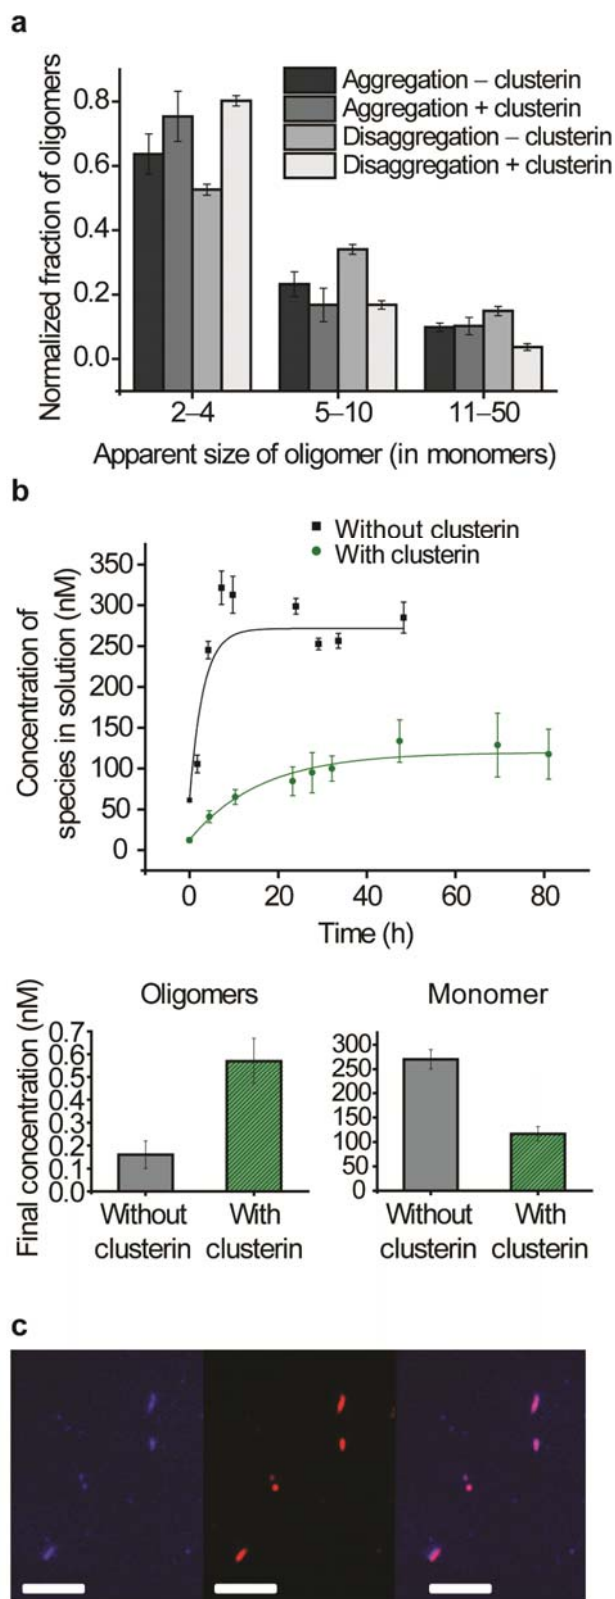 a
Normalized fraction of oligomers
0.8
0.6
0.4
0.2
0.0
Aggregation – clusterin
Aggregation + clusterin
Disaggregation – clusterin
Disaggregation + clusterin
2–4
5–10
11–50
Apparent size of oligomer (in monomers)
b
Without clusterin
With clusterin
Concentration of
species in solution (nM)
350
300
250
150
100
50
0
0
20
40
60
80
Time (h)
Final concentration (nM)
Oligomers
0.7
0.6
0.5
0.4
0.3
0.2
0.1
0.0
Without
clusterin
With
clusterin
Monomer
300
250
200
150
100
50
0
Without
clusterin
With
clusterin
c